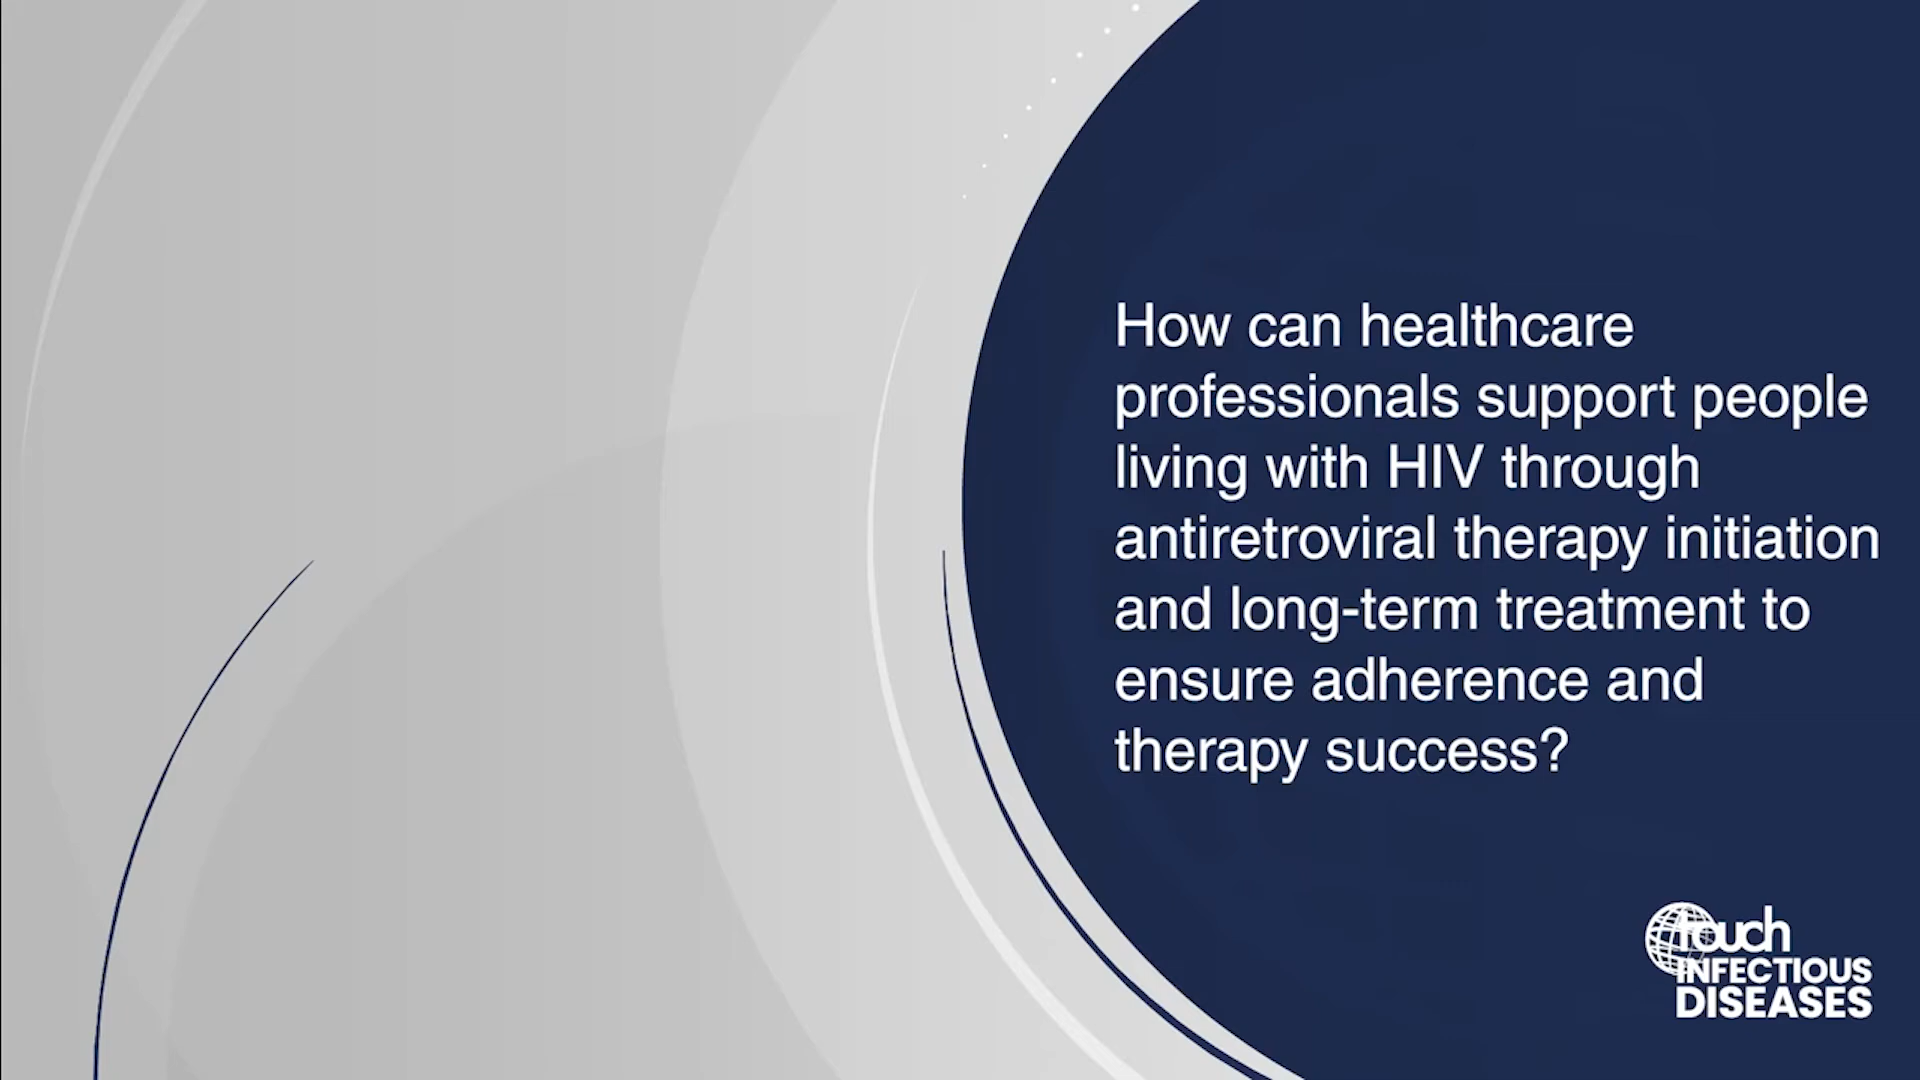 How can healthcare
professionals support people
living with HIV through
antiretroviral therapy initiation
and long-term treatment to
ensure adherence and
therapy success?
touch
INFECTIOUS
DISEASES